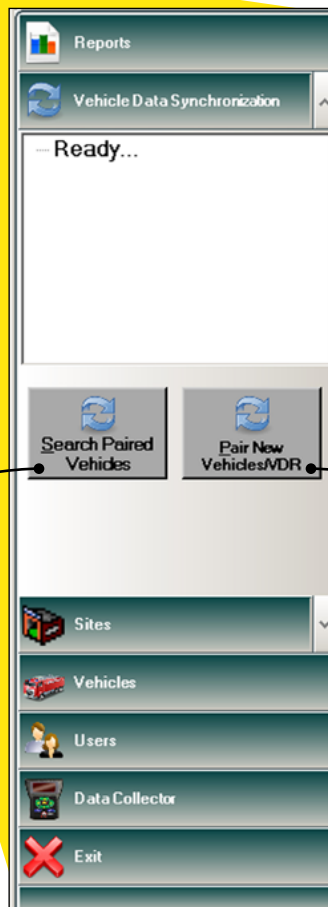 Reports
Vehicle Data Synchronization
Ready...
Search Paired
Vehicles
Pair New
Vehicles/VDR
Sites
Vehicles
Users
Data Collector
Exit